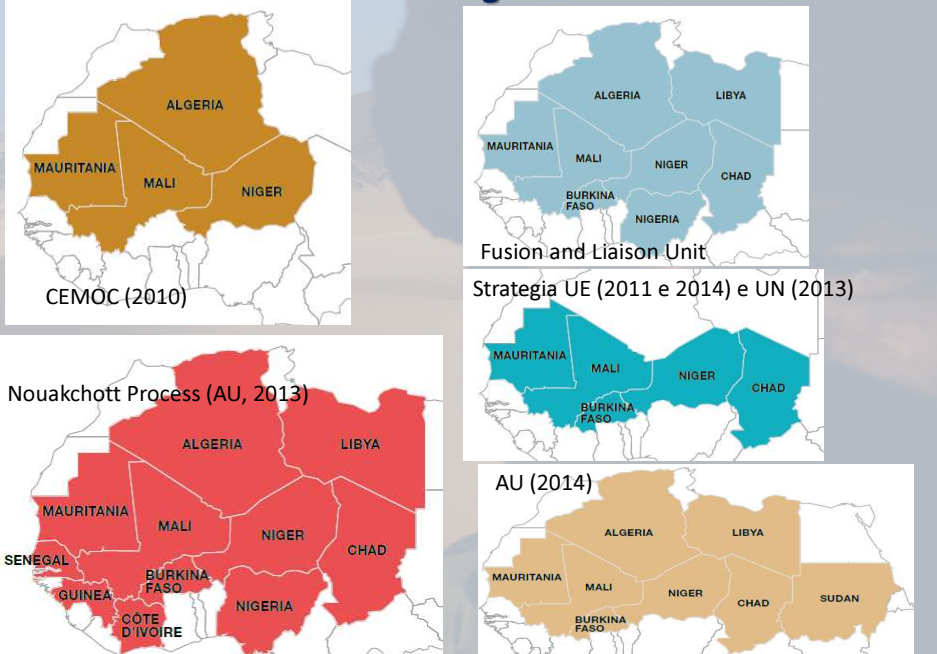 ALGERIA
MAURITANIA
MALI
NIGER
CEMOC (2010)
ALGERIA
LIBYA
MAURITANIA
MALI
NIGER
CHAD
BURKINA
FASO
NIGERIA
Fusion and Liaison Unit
Strategia UE (2011 e 2014) e UN (2013)
MAURITANIA
MALI
NIGER
CHAD
BURKINA
FASO
Nouakchott Process (AU, 2013)
ALGERIA
LIBYA
MAURITANIA
MALI
NIGER
CHAD
SENEGAL
BURKINA
FASO
GUINEA
NIGERIA
CÔTE
D'IVOIRE
AU (2014)
ALGERIA
LIBYA
MAURITANIA
MALI
NIGER
CHAD
SUDAN
BURKINA
FASO